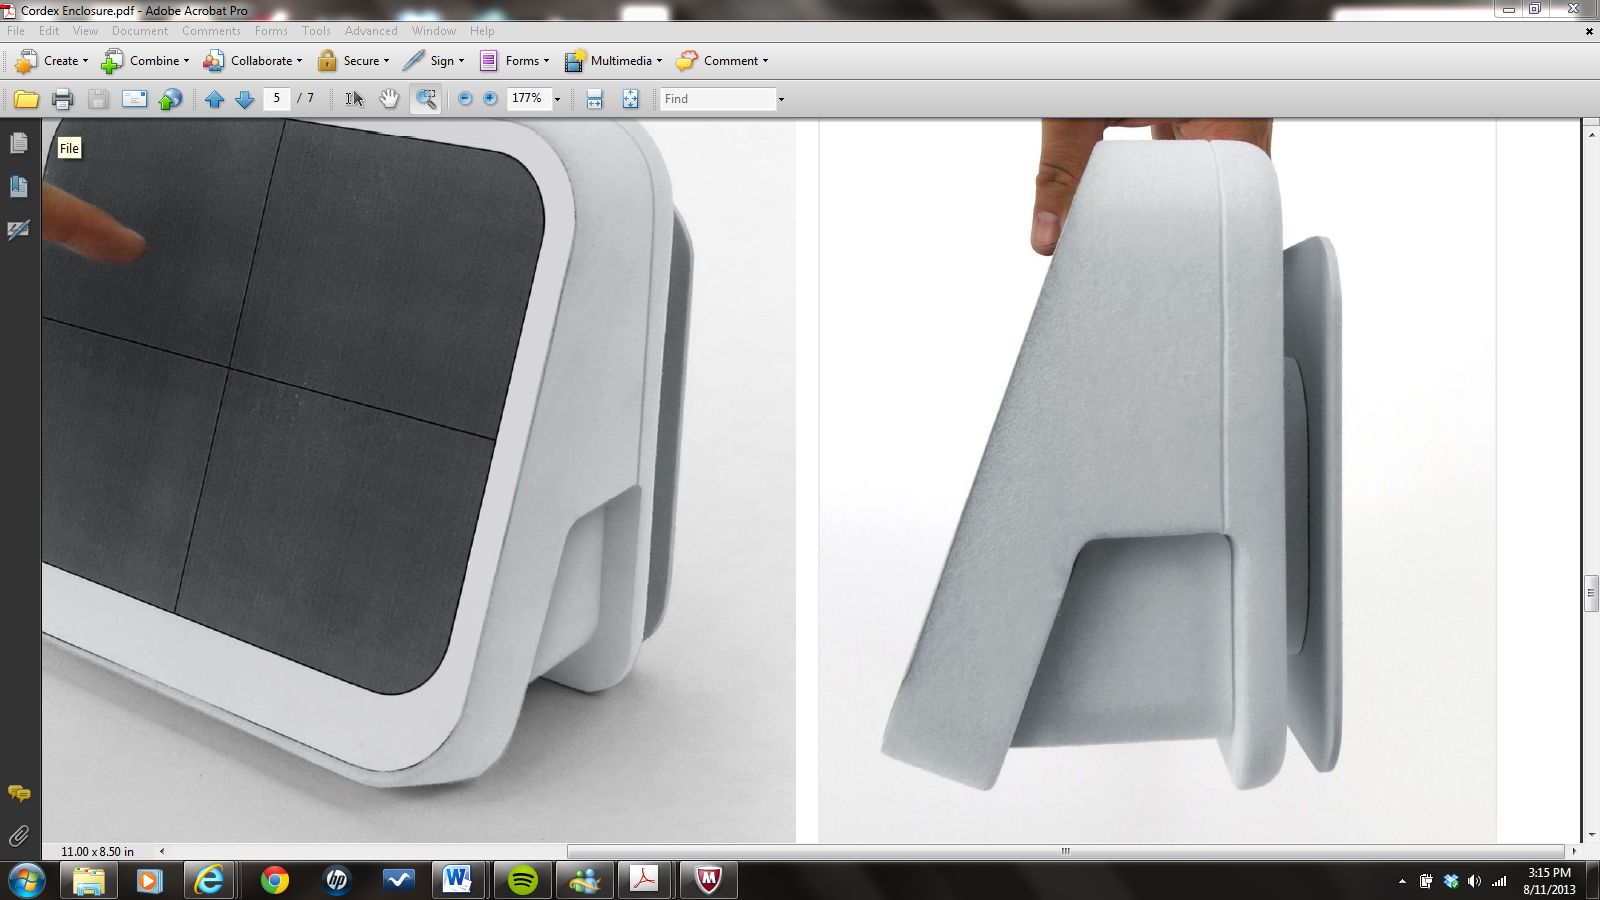 Cordex Enclosure.pdf - Adobe Acrobat Pro
File Edit View Document Comments Forms Tools Advanced Window Help
Create Combine Collaborate Secure Sign Forms Multimedia Comment
5 / 7 177% Find
File
11.00 x 8.50 in
3:15 PM
8/11/2013